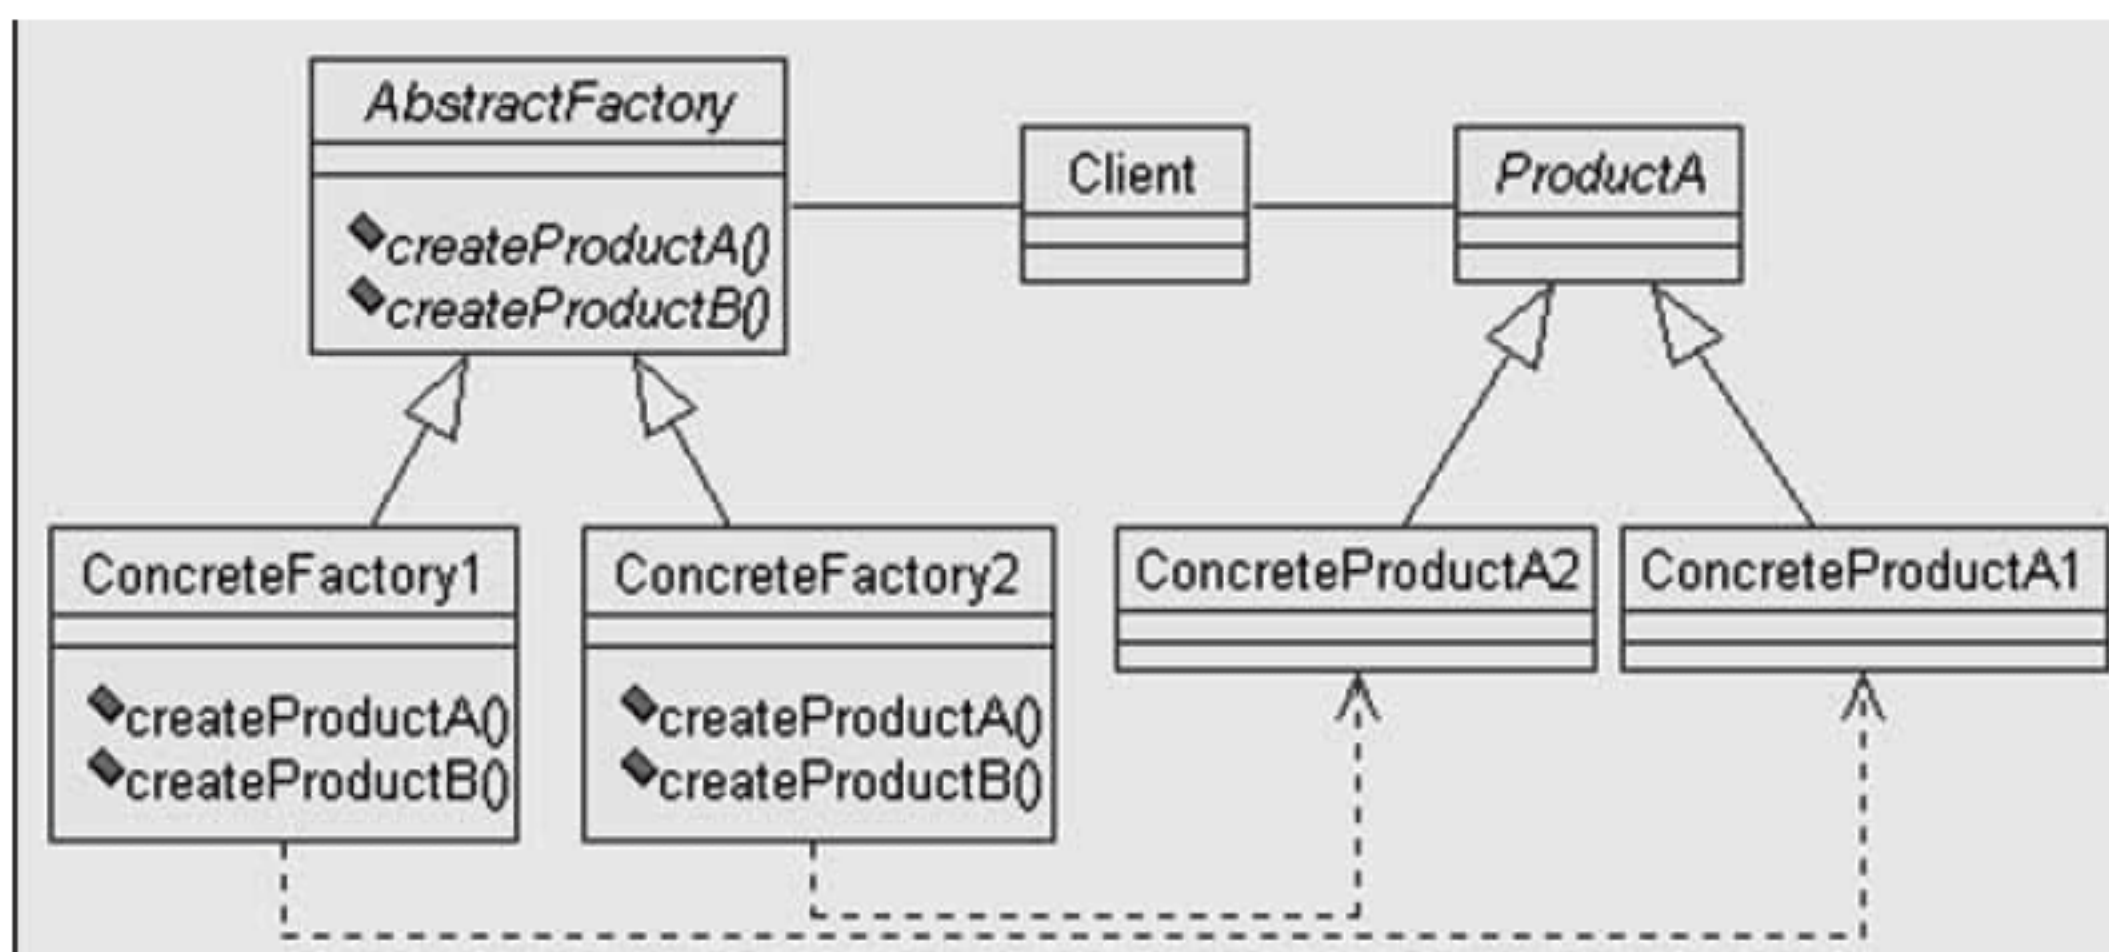 AbstractFactory
createProductA()
createProductB()
Client
ProductA
ConcreteFactory1
createProductA()
createProductB()
ConcreteFactory2
createProductA()
createProductB()
ConcreteProductA2
ConcreteProductA1